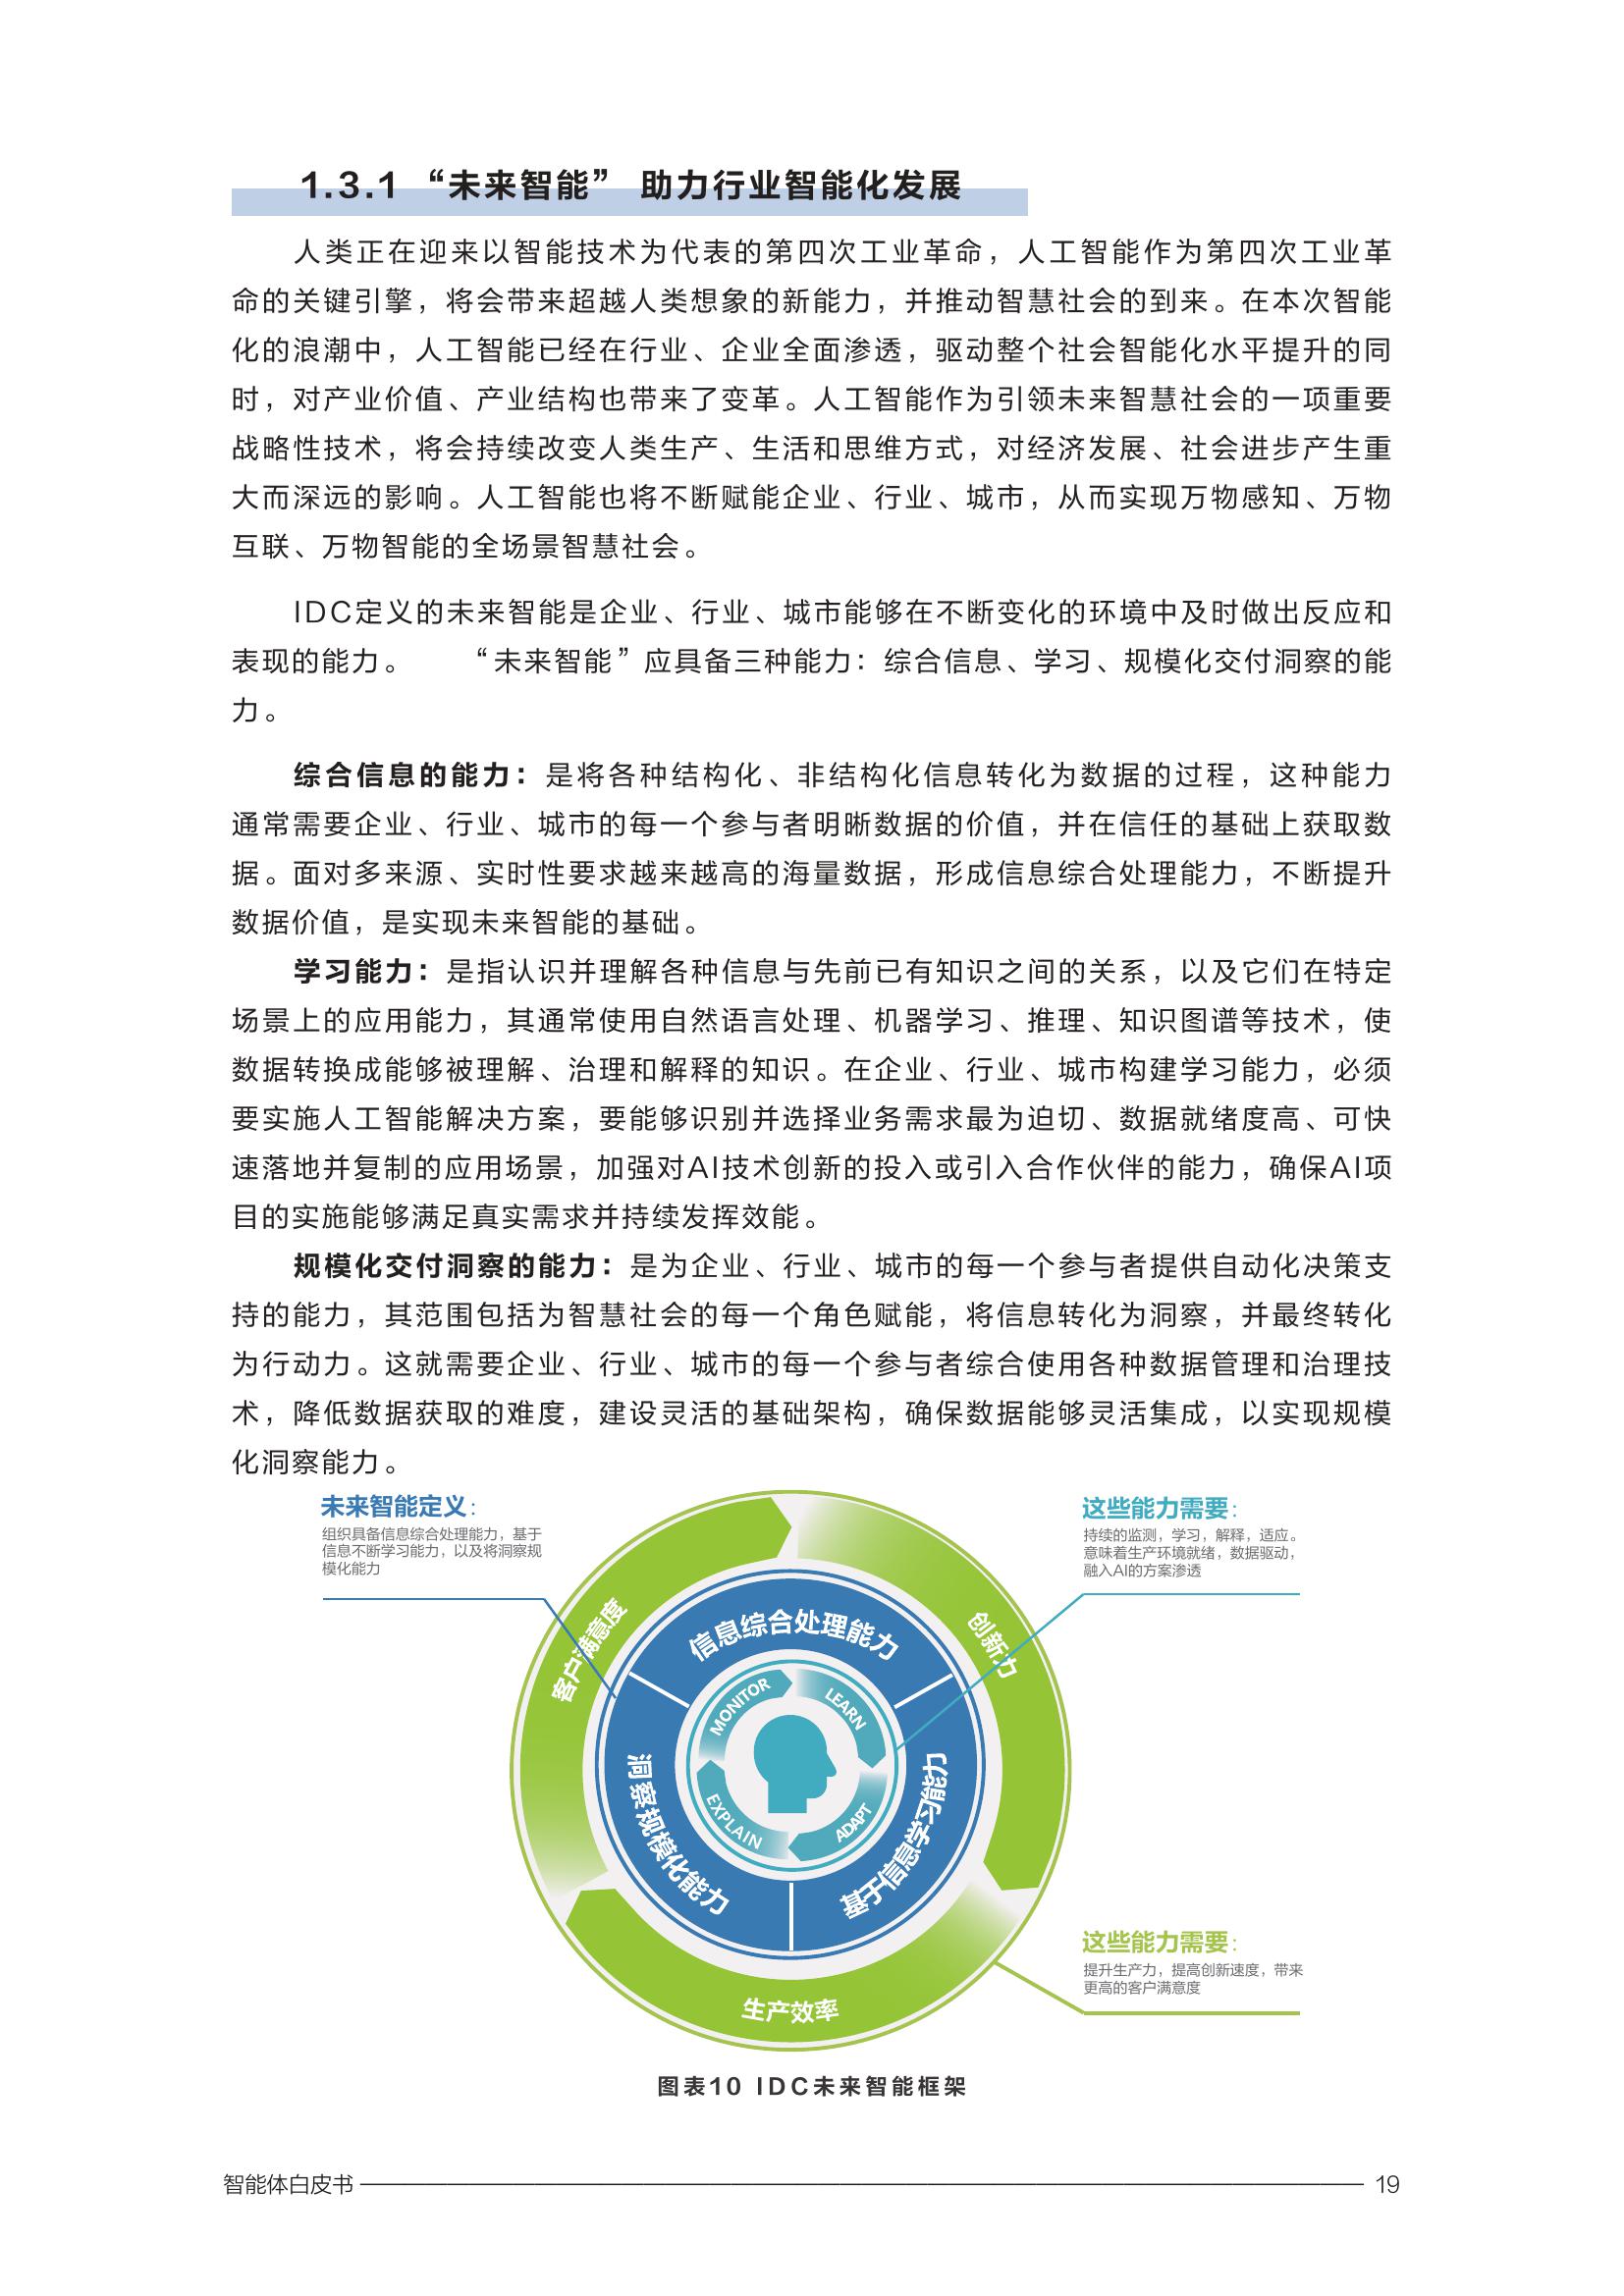 1.3.1 “未来智能” 助力行业智能化发展
人类正在迎来以智能技术为代表的第四次工业革命，人工智能作为第四次工业革
命的关键引擎，将会带来超越人类想象的新能力，并推动智慧社会的到来。在本次智能
化的浪潮中，人工智能已经在行业、企业全面渗透，驱动整个社会智能化水平提升的同
时，对产业价值、产业结构也带来了变革。人工智能作为引领未来智慧社会的一项重要
战略性技术，将会持续改变人类生产、生活和思维方式，对经济发展、社会进步产生重
大而深远的影响。人工智能也将不断赋能企业、行业、城市，从而实现万物感知、万物
互联、万物智能的全场景智慧社会。
IDC定义的未来智能是企业、行业、城市能够在不断变化的环境中及时做出反应和
表现的能力。 “未来智能”应具备三种能力：综合信息、学习、规模化交付洞察的能
力。
综合信息的能力：是将各种结构化、非结构化信息转化为数据的过程，这种能力
通常需要企业、行业、城市的每一个参与者明晰数据的价值，并在信任的基础上获取数
据。面对多来源、实时性要求越来越高的海量数据，形成信息综合处理能力，不断提升
数据价值，是实现未来智能的基础。
学习能力：是指认识并理解各种信息与先前已有知识之间的关系，以及它们在特定
场景上的应用能力，其通常使用自然语言处理、机器学习、推理、知识图谱等技术，使
数据转换成能够被理解、治理和解释的知识。在企业、行业、城市构建学习能力，必须
要实施人工智能解决方案，要能够识别并选择业务需求最为迫切、数据就绪度高、可快
速落地并复制的应用场景，加强对AI技术创新的投入或引入合作伙伴的能力，确保AI项
目的实施能够满足真实需求并持续发挥效能。
规模化交付洞察的能力：是为企业、行业、城市的每一个参与者提供自动化决策支
持的能力，其范围包括为智慧社会的每一个角色赋能，将信息转化为洞察，并最终转化
为行动力。这就需要企业、行业、城市的每一个参与者综合使用各种数据管理和治理技
术，降低数据获取的难度，建设灵活的基础架构，确保数据能够灵活集成，以实现规模
化洞察能力。
未来智能定义：
组织具备信息综合处理能力，基于
信息不断学习能力，以及将洞察规
模化能力
这些能力需要：
持续的监测，学习，解释，适应。
意味着生产环境就绪，数据驱动，
融入AI的方案渗透
客户满意度
创新力
信息综合处理能力
MONITOR
LEARN
洞察规模化能力
基于信息学习能力
EXPLAIN
ADAPT
生产效率
这些能力需要：
提升生产力，提高创新速度，带来
更高的客户满意度
图表10 IDC未来智能框架
智能体白皮书 19